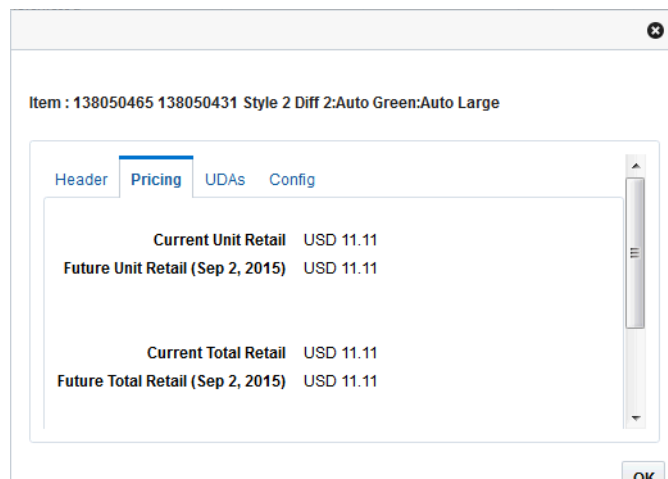 Item : 138050465 138050431 Style 2 Diff 2:Auto Green:Auto Large
Header Pricing UDAs Config
Current Unit Retail USD 11.11
Future Unit Retail (Sep 2, 2015) USD 11.11
Current Total Retail USD 11.11
Future Total Retail (Sep 2, 2015) USD 11.11
OK